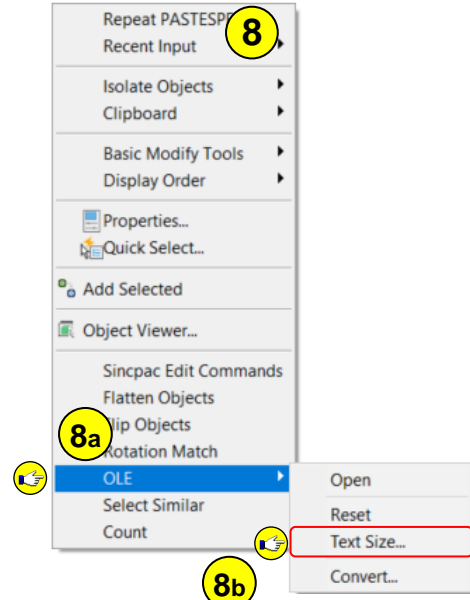 Repeat PASTESP
8
Recent Input
Isolate Objects
Clipboard
Basic Modify Tools
Display Order
Properties...
Quick Select...
Add Selected
Object Viewer...
Sincpac Edit Commands
Flatten Objects
8a
lip Objects
Rotation Match
OLE
Select Similar
Count
Open
Reset
Text Size...
Convert...
8b